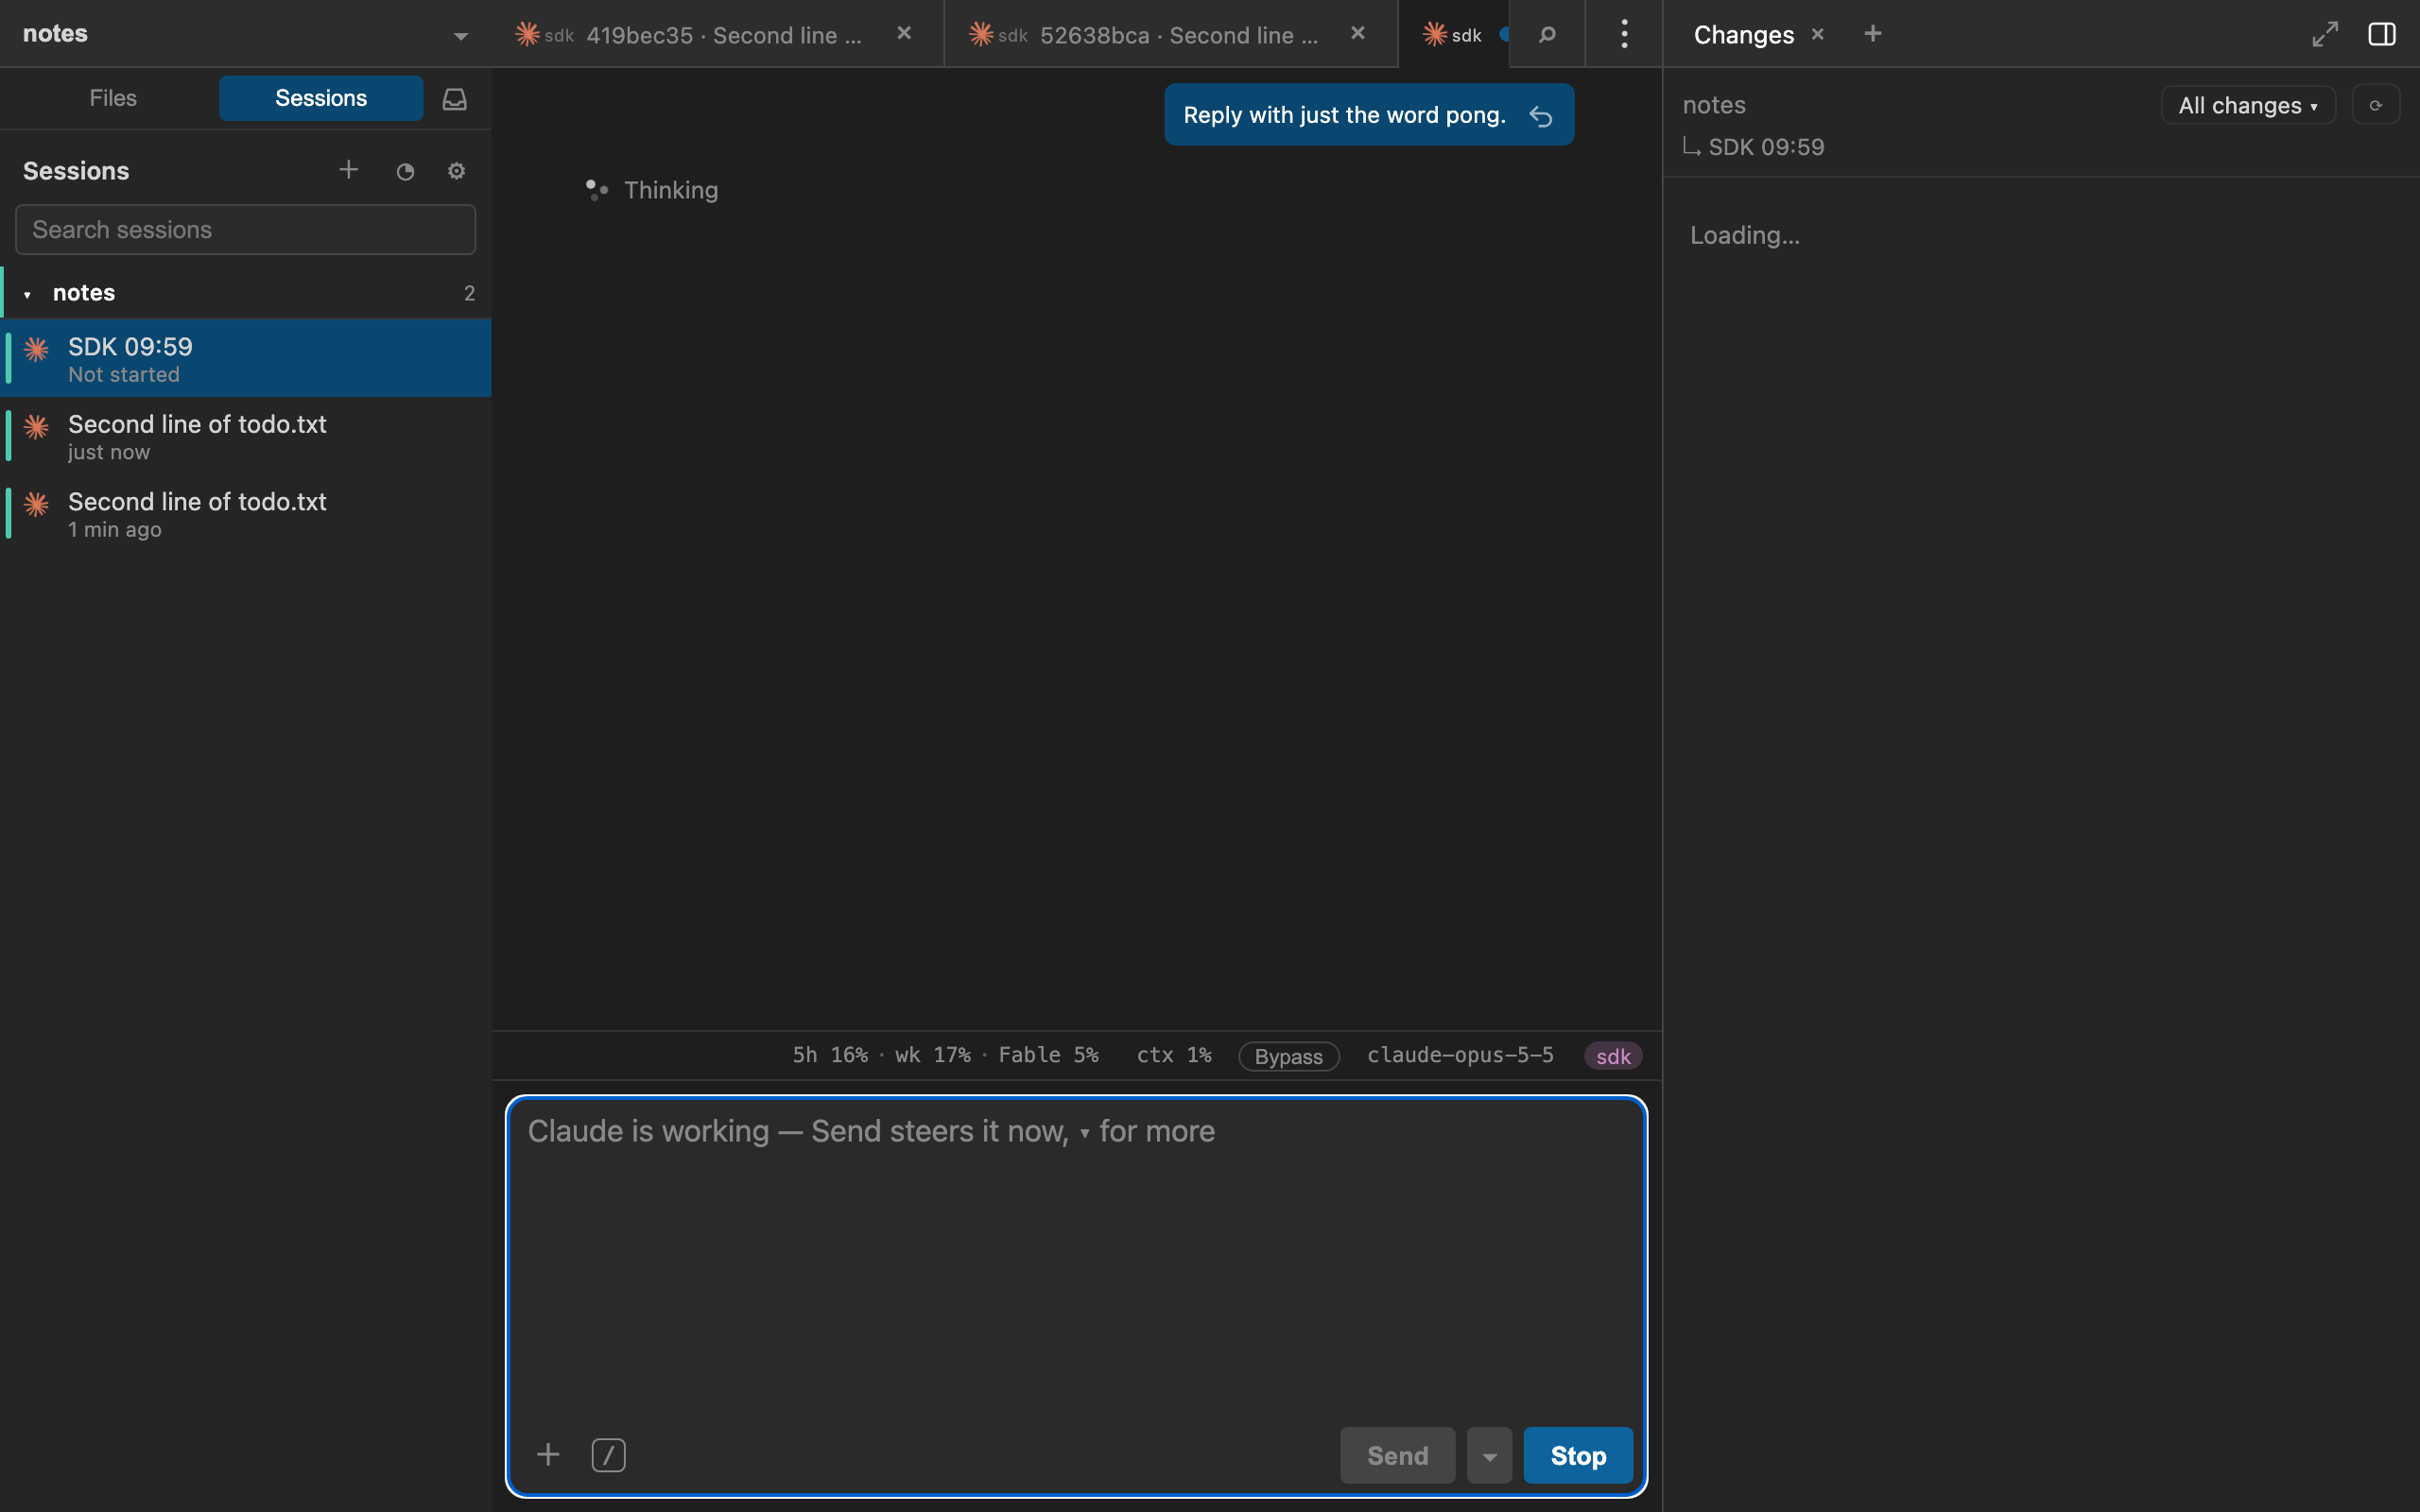 notes
Files
Sessions
Sessions
Search sessions
notes 2
SDK 09:59
Not started
Second line of todo.txt
just now
Second line of todo.txt
1 min ago
sdk 419bec35 · Second line ...
sdk 52638bca · Second line ...
sdk
Reply with just the word pong.
Thinking
5h 16% · wk 17% · Fable 5% ctx 1% Bypass claude-opus-5-5 sdk
Claude is working — Send steers it now, ▾ for more
/
Send
Stop
Changes
notes
SDK 09:59
All changes ▾
Loading...